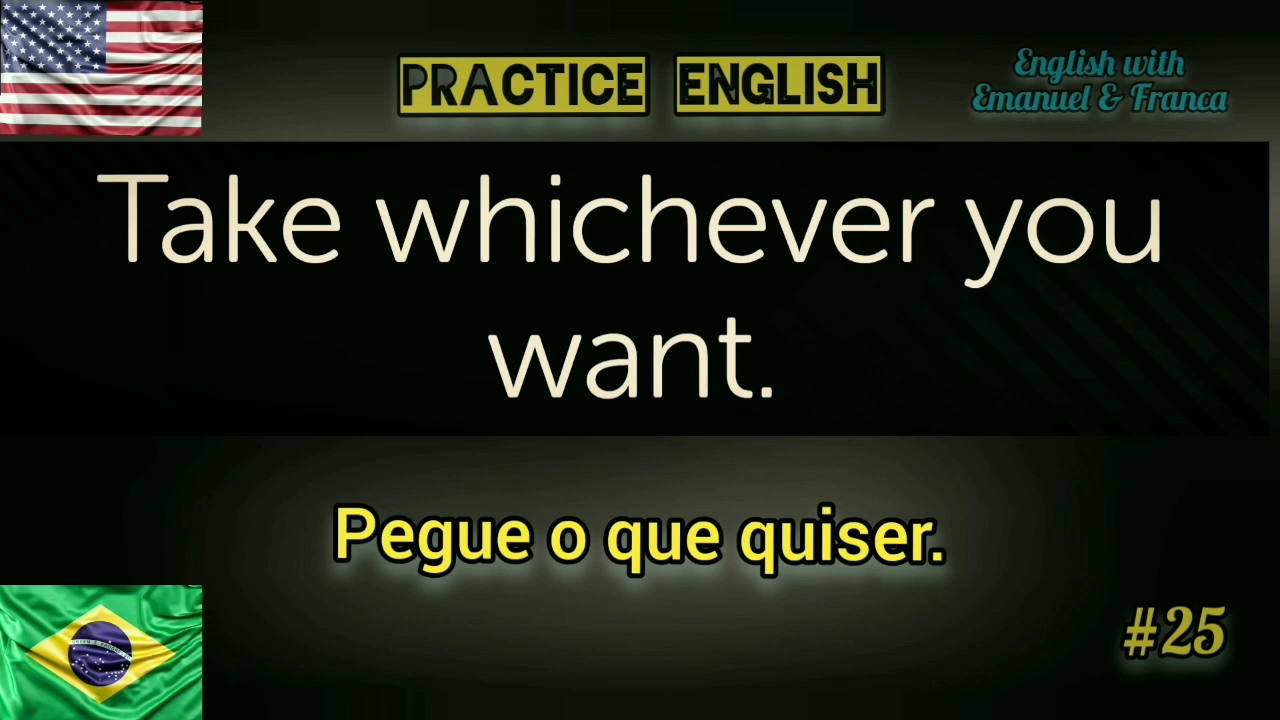 PRACTICE ENGLISH
English with
Emanuel & Franca
Take whichever you
want.
Pegue o que quiser.
#25